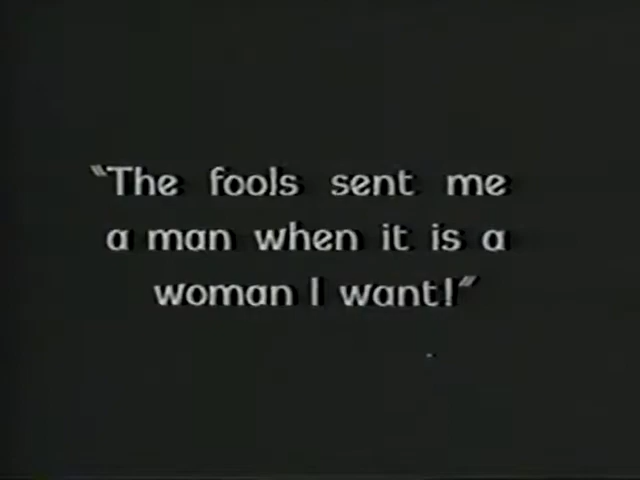 "The fools sent me
a man when it is a
woman I want!"